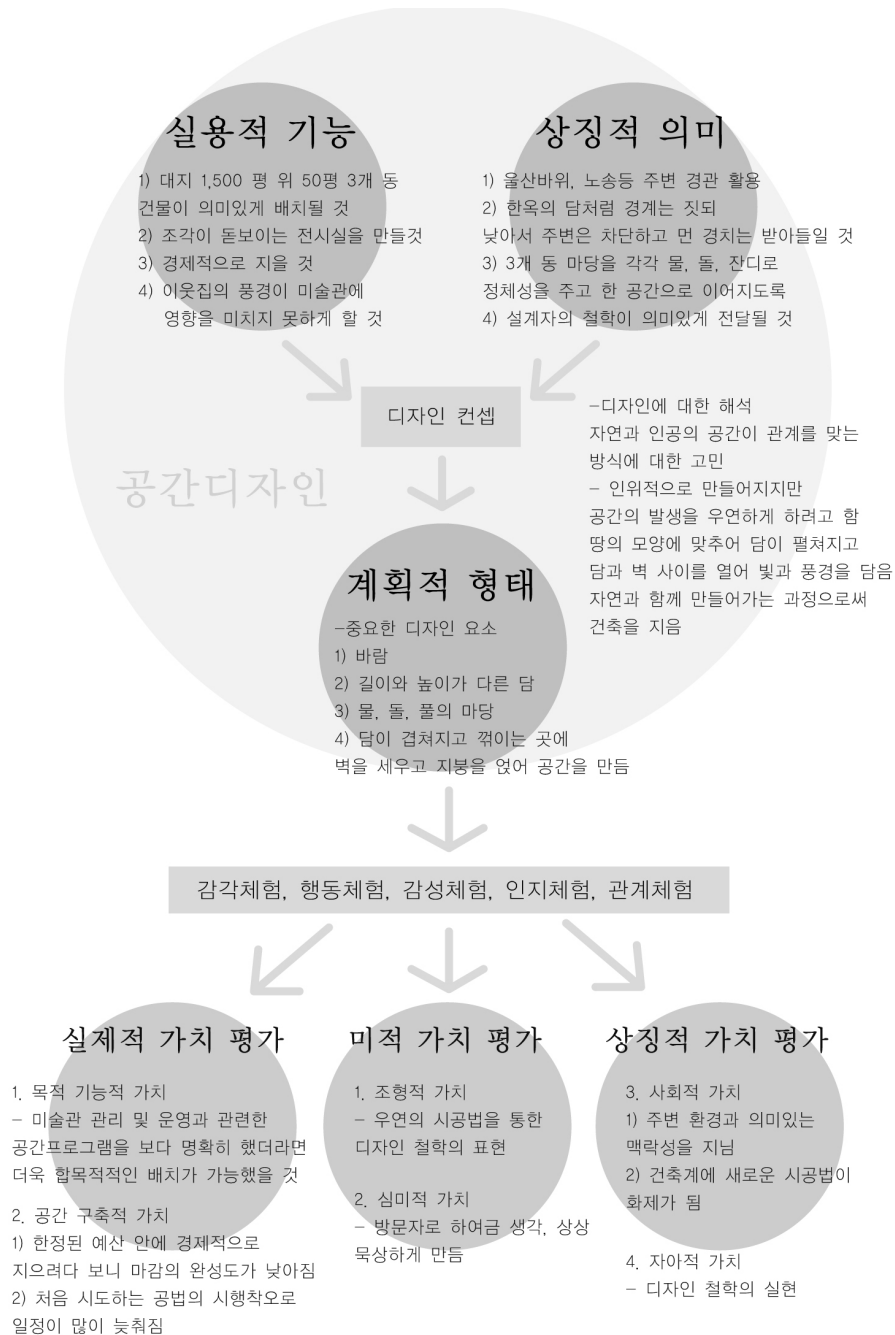 실용적 기능
1) 대지 1,500 평 위 50평 3개 동
건물이 의미있게 배치될 것
2) 조각이 돋보이는 전시실을 만들것
3) 경제적으로 지을 것
4) 이웃집의 풍경이 미술관에
영향을 미치지 못하게 할 것
상징적 의미
1) 울산바위, 노송등 주변 경관 활용
2) 한옥의 담처럼 경계는 짓되
낮아서 주변은 차단하고 먼 경치는 받아들일 것
3) 3개 동 마당을 각각 물, 돌, 잔디로
정체성을 주고 한 공간으로 이어지도록
4) 설계자의 철학이 의미있게 전달될 것
디자인 컨셉
-디자인에 대한 해석
자연과 인공의 공간이 관계를 맞는
방식에 대한 고민
- 인위적으로 만들어지지만
공간의 발생을 우연하게 하려고 함
땅의 모양에 맞추어 담이 펼쳐지고
담과 벽 사이를 열어 빛과 풍경을 담음
자연과 함께 만들어가는 과정으로써
건축을 지음
공간디자인
계획적 형태
-중요한 디자인 요소
1) 바람
2) 길이와 높이가 다른 담
3) 물, 돌, 풀의 마당
4) 담이 겹쳐지고 꺾이는 곳에
벽을 세우고 지붕을 얹어 공간을 만듬
감각체험, 행동체험, 감성체험, 인지체험, 관계체험
실제적 가치 평가
1. 목적 기능적 가치
- 미술관 관리 및 운영과 관련한
공간프로그램을 보다 명확히 했더라면
더욱 합목적적인 배치가 가능했을 것
2. 공간 구축적 가치
1) 한정된 예산 안에 경제적으로
지으려다 보니 마감의 완성도가 낮아짐
2) 처음 시도하는 공법의 시행착오로
일정이 많이 늦춰짐
미적 가치 평가
1. 조형적 가치
- 우연의 시공법을 통한
디자인 철학의 표현
2. 심미적 가치
- 방문자로 하여금 생각, 상상
묵상하게 만듬
상징적 가치 평가
3. 사회적 가치
1) 주변 환경과 의미있는
맥락성을 지님
2) 건축계에 새로운 시공법이
화제가 됨
4. 자아적 가치
- 디자인 철학의 실현